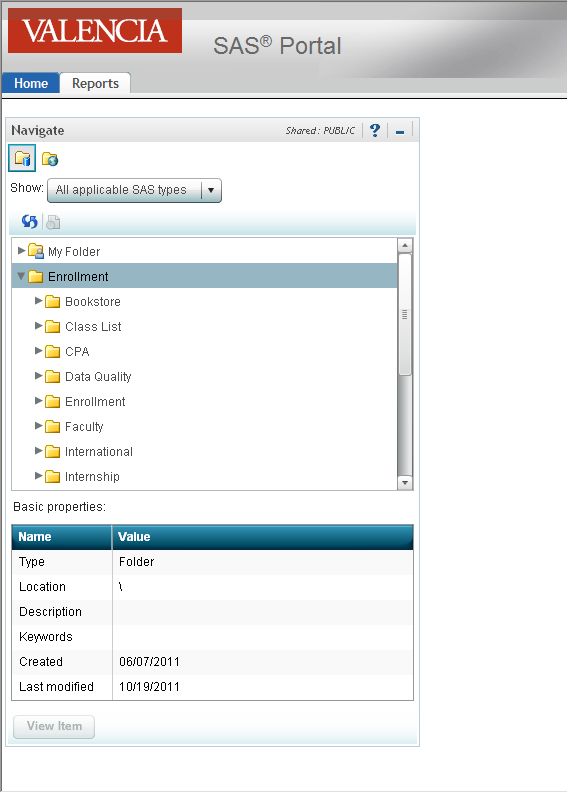 VALENCIA
SAS® Portal
Home Reports
Navigate Shared: PUBLIC ?
Show: All applicable SAS types
My Folder
Enrollment
Bookstore
Class List
CPA
Data Quality
Enrollment
Faculty
International
Internship
Basic properties:
Name Value
Type Folder
Location \
Description
Keywords
Created 06/07/2011
Last modified 10/19/2011
View Item